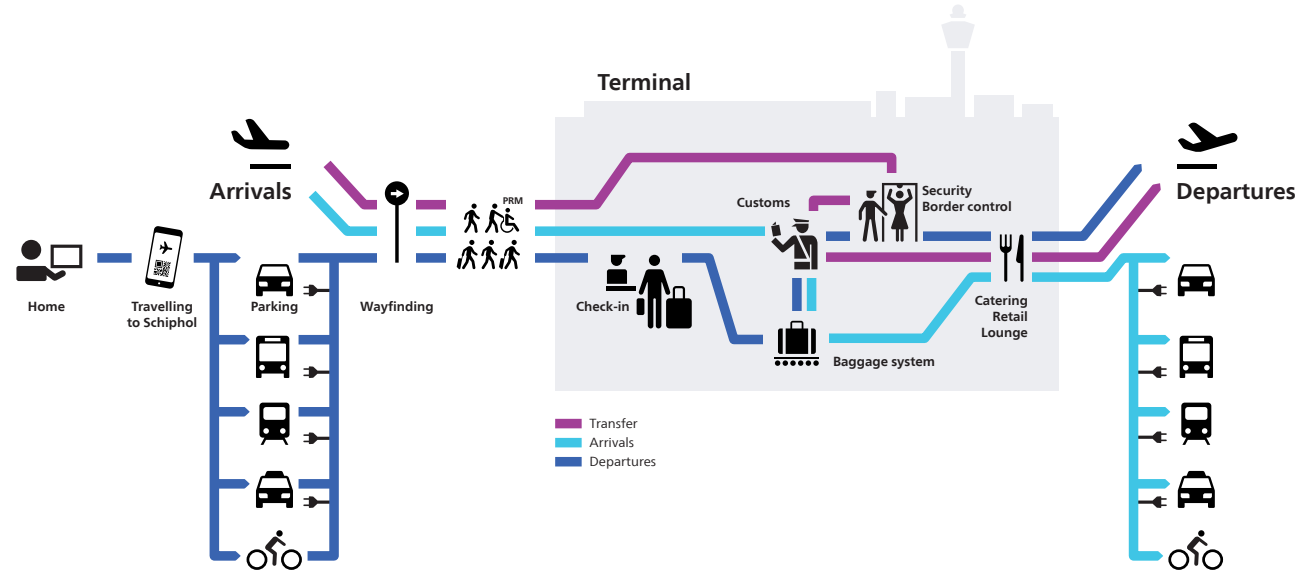 Terminal
Arrivals
Departures
PRM
Security
Border control
Customs
Home
Travelling
to Schiphol
Parking
Wayfinding
Check-in
Catering
Retail
Lounge
Baggage system
Transfer
Arrivals
Departures